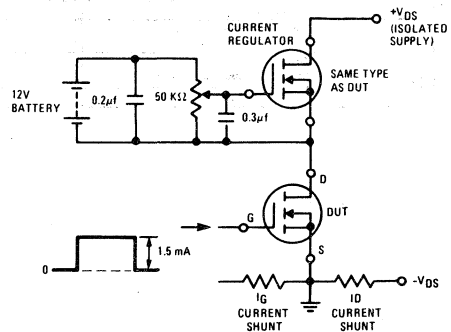 +VDS
(ISOLATED
SUPPLY)
CURRENT
REGULATOR
SAME TYPE
AS DUT
12V
BATTERY
0.2µf
50 KΩ
0.3µf
D
G
DUT
S
1.5 mA
0
-VDS
IG
CURRENT
SHUNT
ID
CURRENT
SHUNT